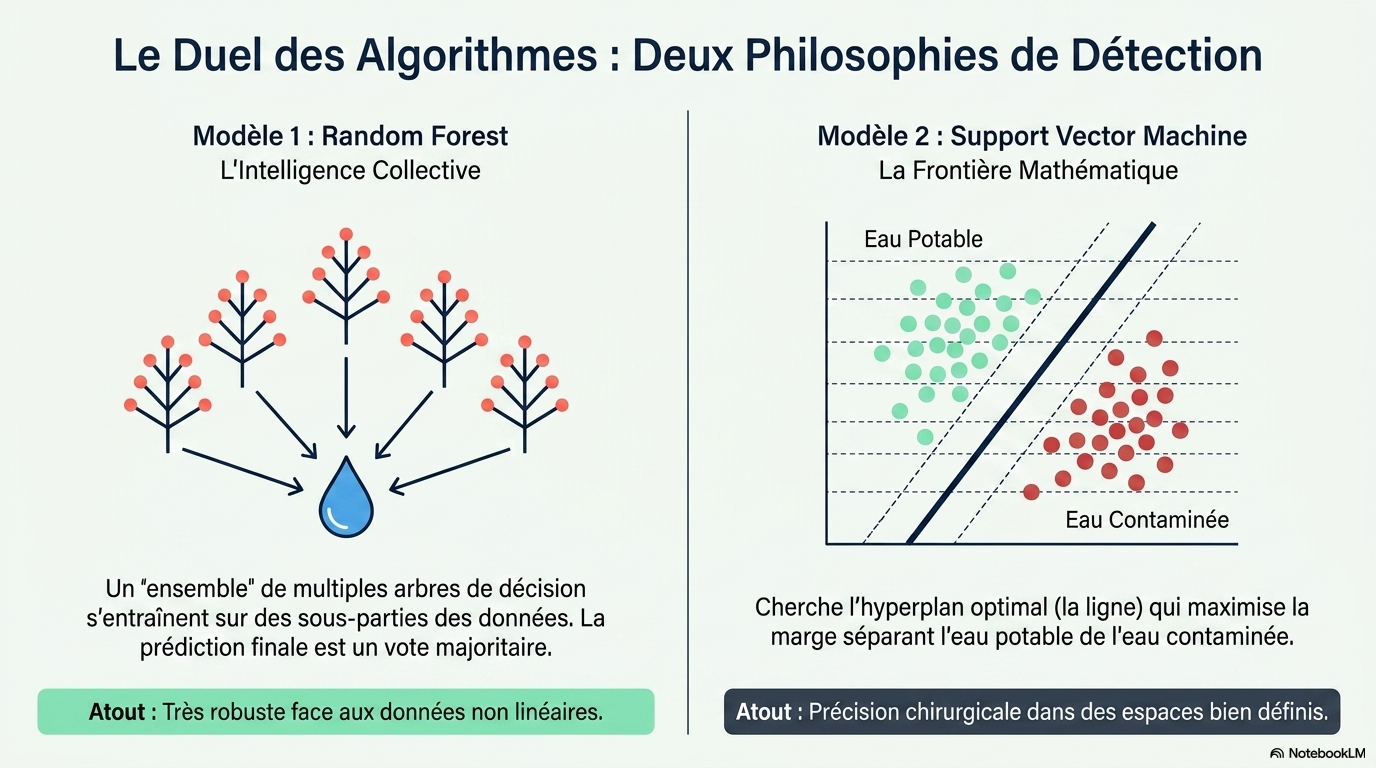 Le Duel des Algorithmes : Deux Philosophies de Détection
Modèle 1 : Random Forest
L'Intelligence Collective
Un "ensemble" de multiples arbres de décision
s'entraînent sur des sous-parties des données. La
prédiction finale est un vote majoritaire.
Atout : Très robuste face aux données non linéaires.
Modèle 2 : Support Vector Machine
La Frontière Mathématique
Eau Potable
Eau Contaminée
Cherche l'hyperplan optimal (la ligne) qui maximise la
marge séparant l'eau potable de l'eau contaminée.
Atout : Précision chirurgicale dans des espaces bien définis.
NotebookLM